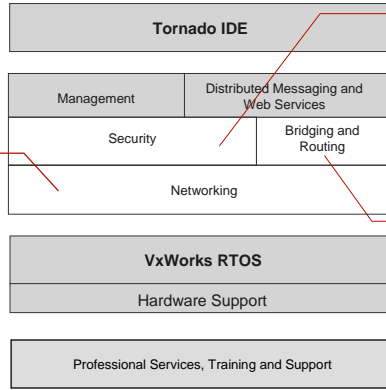 Tornado IDE
Management
Distributed Messaging and
Web Services
Security
Bridging and
Routing
Networking
VxWorks RTOS
Hardware Support
Professional Services, Training and Support